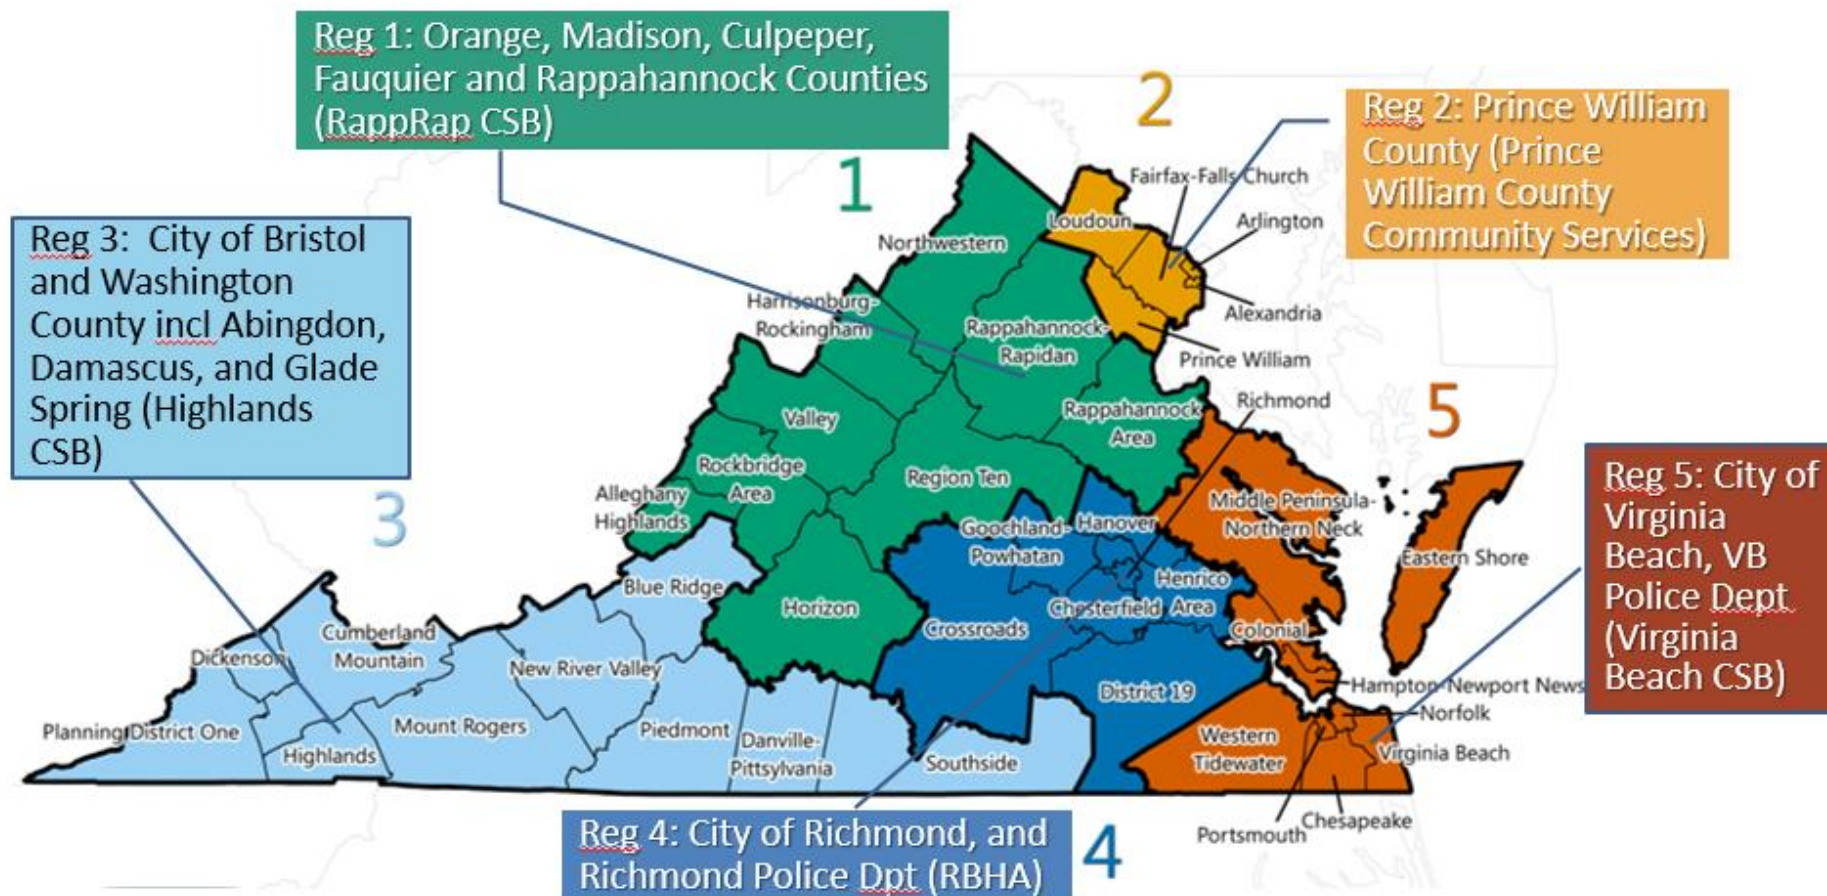 Reg 1: Orange, Madison, Culpeper,
Fauquier and Rappahannock Counties
(RappRap CSB)
2
Reg 2: Prince William
County (Prince
William County
Community Services)
1
Fairfax-Falls Church
Loudoun
Arlington
Northwestern
Reg 3: City of Bristol
and Washington
County incl Abingdon,
Damascus, and Glade
Spring (Highlands
CSB)
Harrisonburg-
Rockingham
Alexandria
Rappahannock-
Rapidan
Prince William
Richmond
5
Valley
Rappahannock
Area
Rockbridge
Area
Region Ten
Alleghany
Highlands
3
Goochland-
Powhatan
Hanover
Middle Peninsula-
Northern Neck
Reg 5: City of
Virginia
Beach, VB
Police Dept
(Virginia
Beach CSB)
Eastern Shore
Blue Ridge
Horizon
Henrico
Area
Chesterfield
Crossroads
Colonial
Cumberland
Mountain
Dickenson
New River Valley
District 19
Hampton-Newport News
Norfolk
Planning District One
Mount Rogers
Piedmont
Highlands
Danville-
Pittsylvania
Southside
Western
Tidewater
Virginia Beach
Portsmouth
Chesapeake
Reg 4: City of Richmond, and
Richmond Police Dpt (RBHA)
4